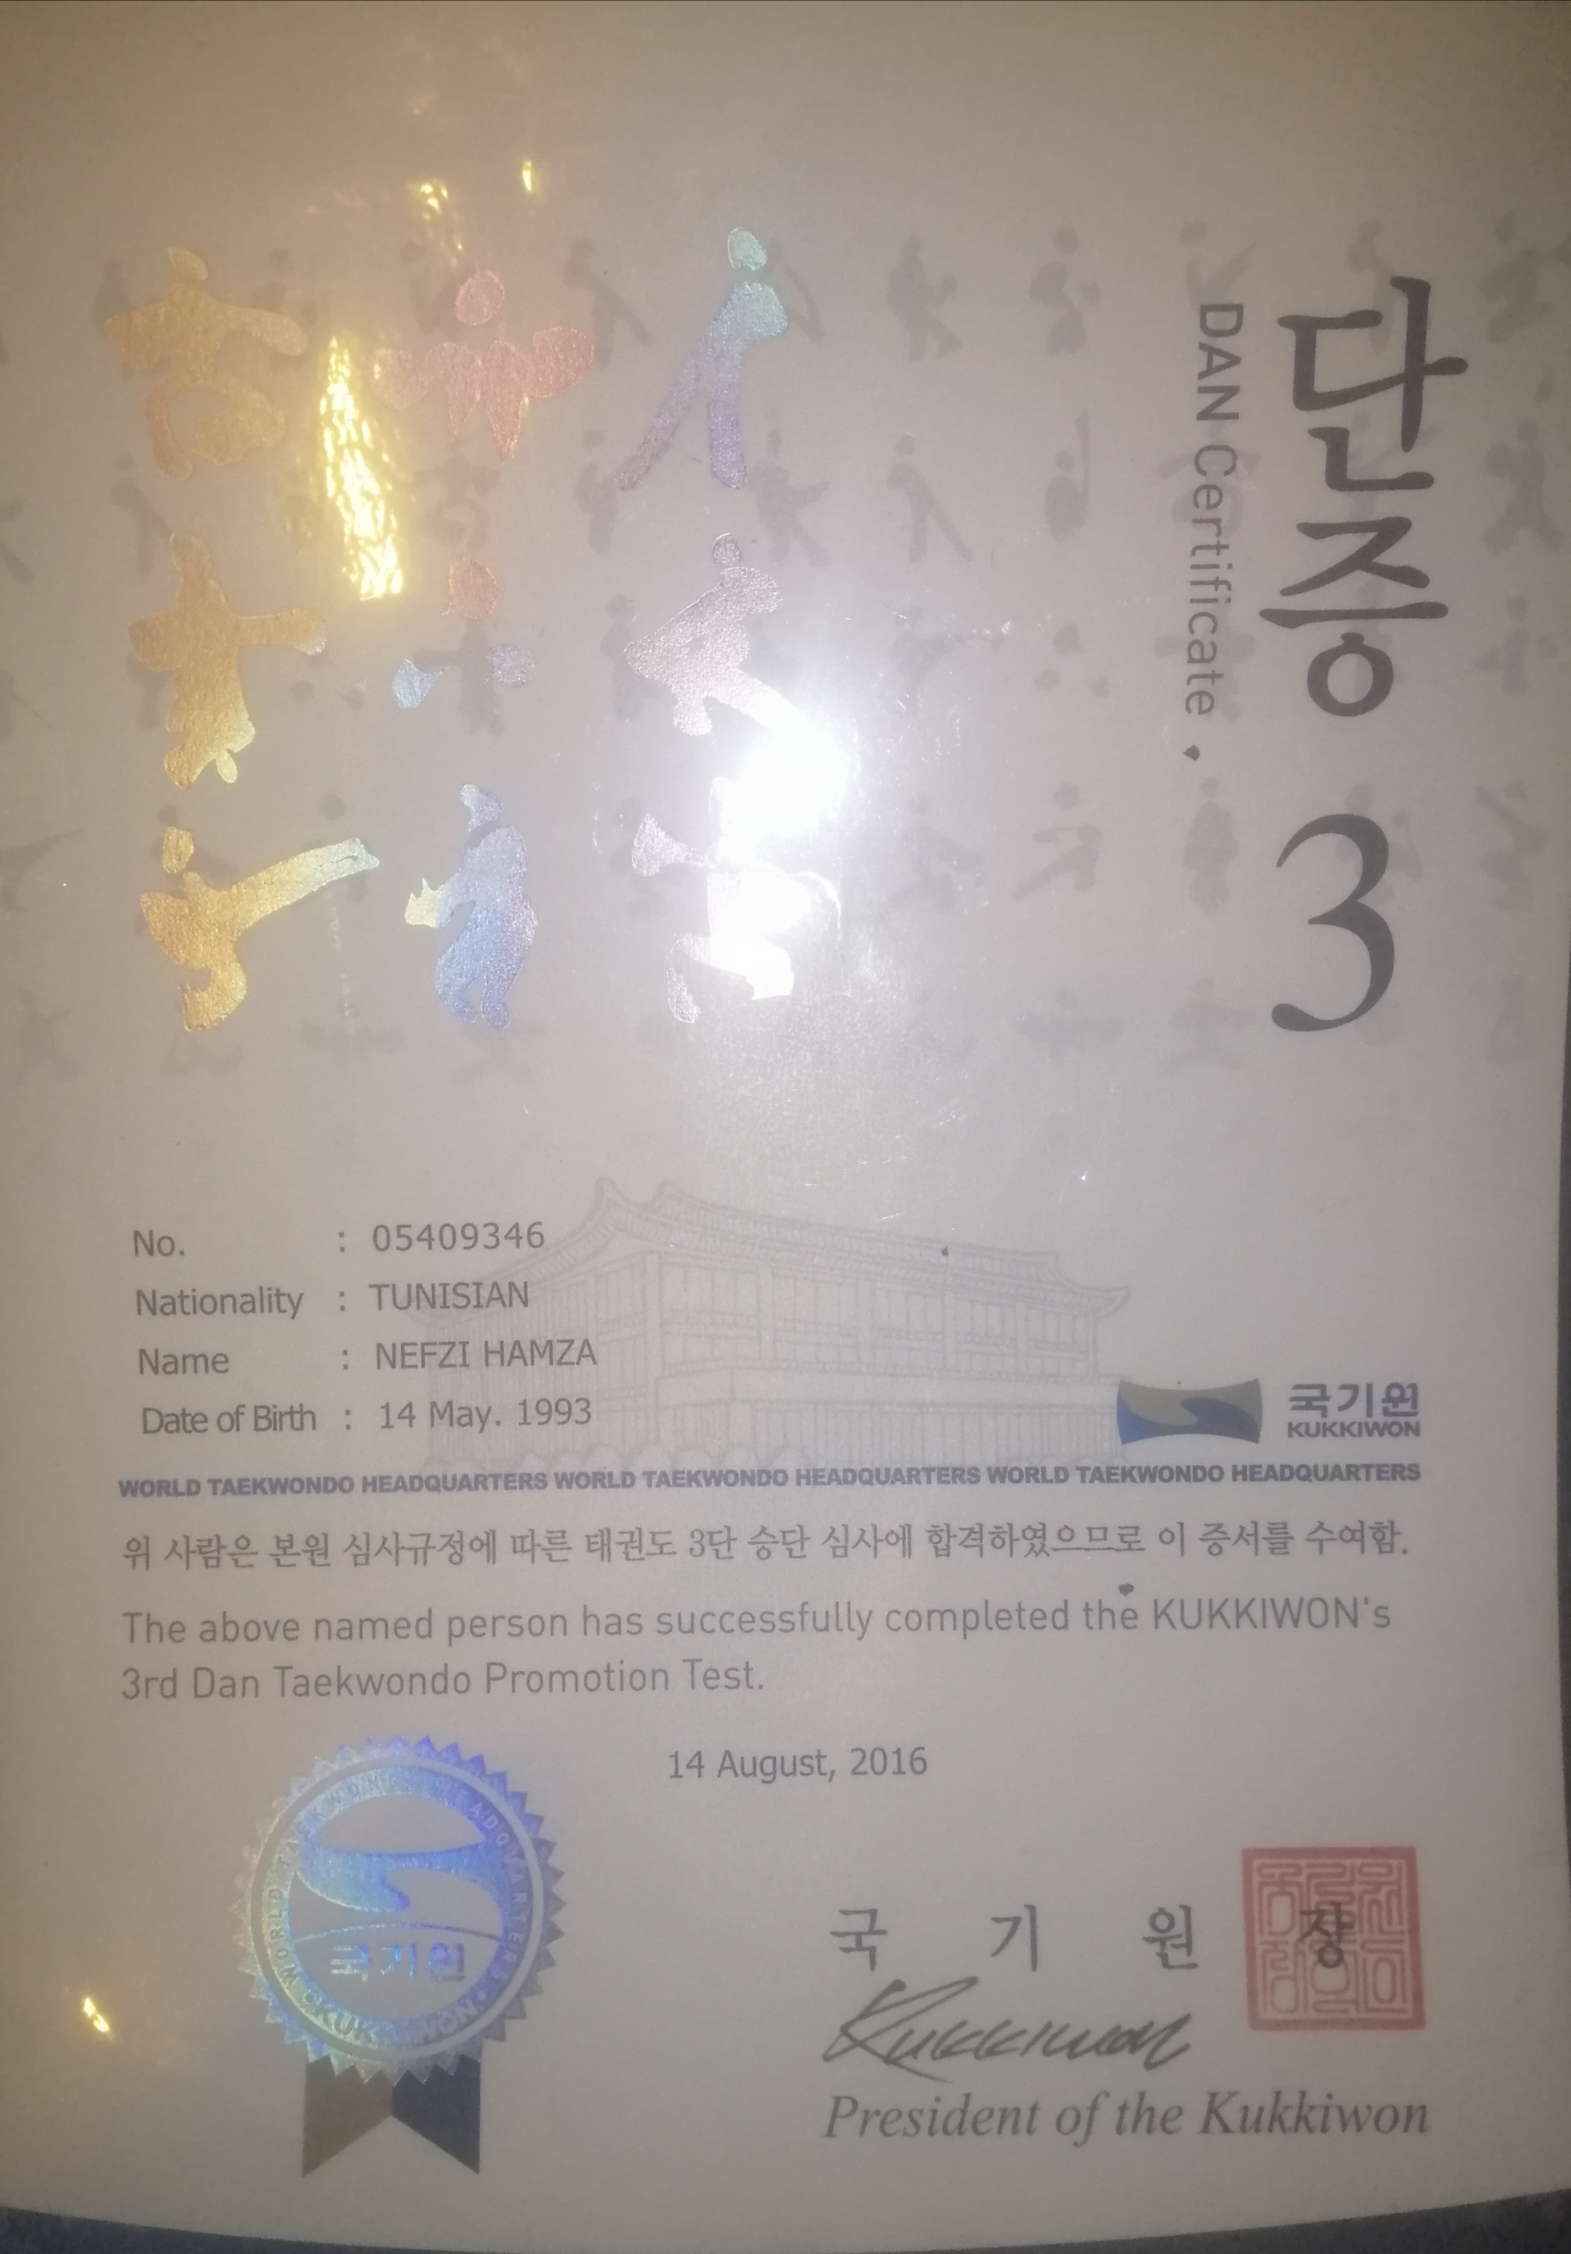 단증 3
DAN Certificate
No. : 05409346
Nationality : TUNISIAN
Name : NEFZI HAMZA
Date of Birth : 14 May. 1993
국기원
KUKKIWON
WORLD TAEKWONDO HEADQUARTERS WORLD TAEKWONDO HEADQUARTERS WORLD TAEKWONDO HEADQUARTERS
위 사람은 본원 심사규정에 따른 태권도 3단 승단 심사에 합격하였으므로 이 증서를 수여함.
The above named person has successfully completed the KUKKIWON's
3rd Dan Taekwondo Promotion Test.
14 August, 2016
WORLD TAEKWONDO HEADQUARTERS
국기원
KUKKIWON
국 기 원 장
Kukkiwon
President of the Kukkiwon